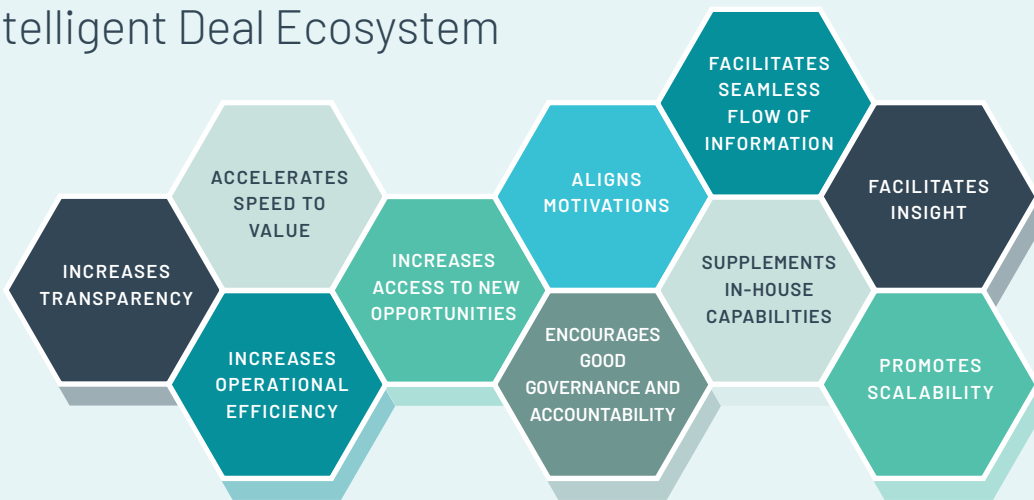 telligent Deal Ecosystem
FACILITATES
SEAMLESS
FLOW OF
INFORMATION
ACCELERATES
SPEED TO
VALUE
ALIGNS
MOTIVATIONS
FACILITATES
INSIGHT
INCREASES
TRANSPARENCY
INCREASES
ACCESS TO NEW
OPPORTUNITIES
SUPPLEMENTS
IN-HOUSE
CAPABILITIES
INCREASES
OPERATIONAL
EFFICIENCY
ENCOURAGES
GOOD
GOVERNANCE AND
ACCOUNTABILITY
PROMOTES
SCALABILITY